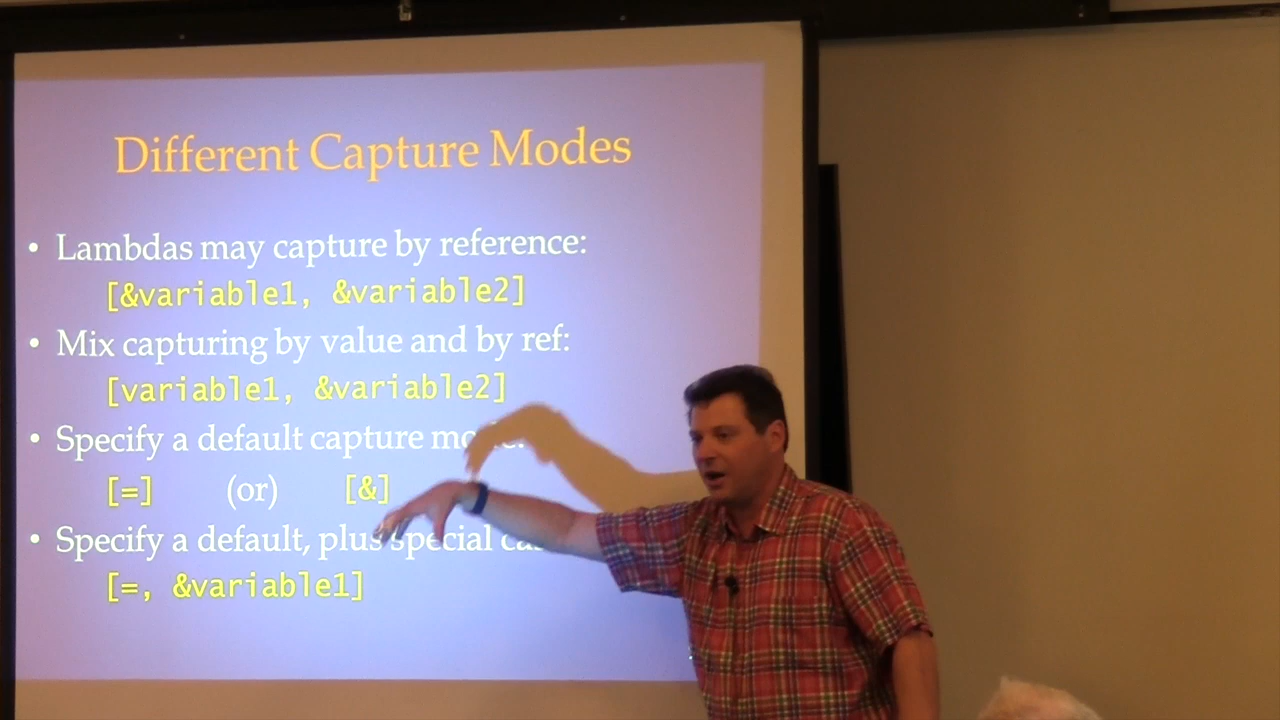 Different Capture Modes
• Lambdas may capture by reference:
[&variable1, &variable2]
• Mix capturing by value and by ref:
[variable1, &variable2]
• Specify a default capture
[=] (or) [&]
• Specify a default, plus special
[=, &variable1]